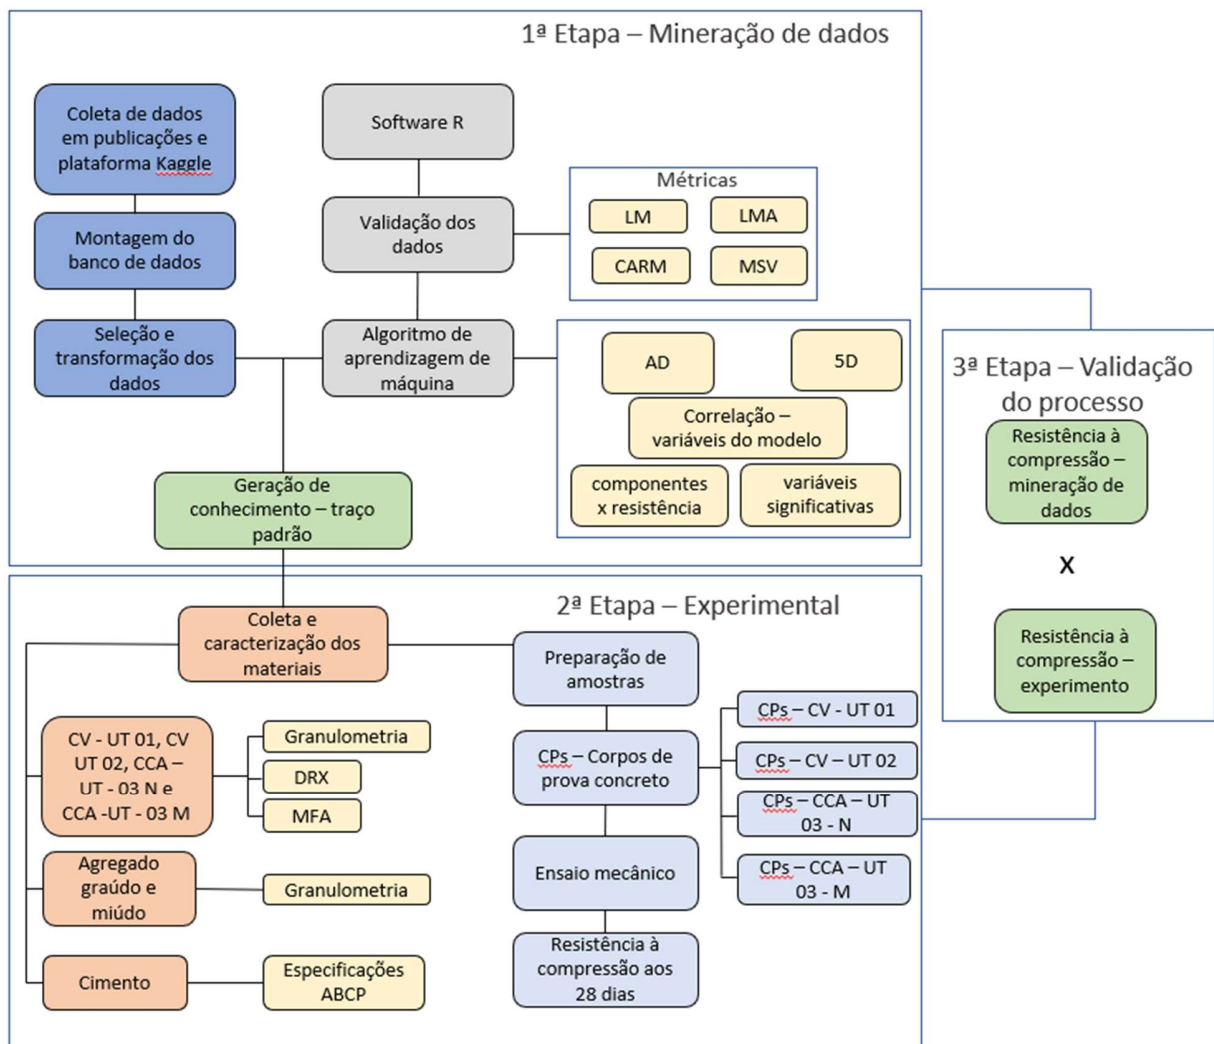 1ª Etapa – Mineração de dados
Coleta de dados
em publicações e
plataforma Kaggle
Montagem do
banco de dados
Seleção e
transformação dos
dados
Software R
Validação dos
dados
Algoritmo de
aprendizagem de
máquina
Métricas
LM
LMA
CARM
MSV
AD
5D
Correlação –
variáveis do modelo
componentes
x resistência
variáveis
significativas
Geração de
conhecimento – traço
padrão
2ª Etapa – Experimental
Coleta e
caracterização dos
materiais
CV - UT 01, CV
UT 02, CCA –
UT - 03 N e
CCA -UT - 03 M
Granulometria
DRX
MFA
Agregado
graúdo e
miúdo
Granulometria
Cimento
Especificações
ABCP
Preparação de
amostras
CPs – Corpos de
prova concreto
Ensaio mecânico
Resistência à
compressão aos
28 dias
CPs – CV - UT 01
CPs – CV – UT 02
CPs – CCA – UT
03 - N
CPs – CCA – UT
03 - M
3ª Etapa – Validação
do processo
Resistência à
compressão –
mineração de
dados
X
Resistência à
compressão –
experimento